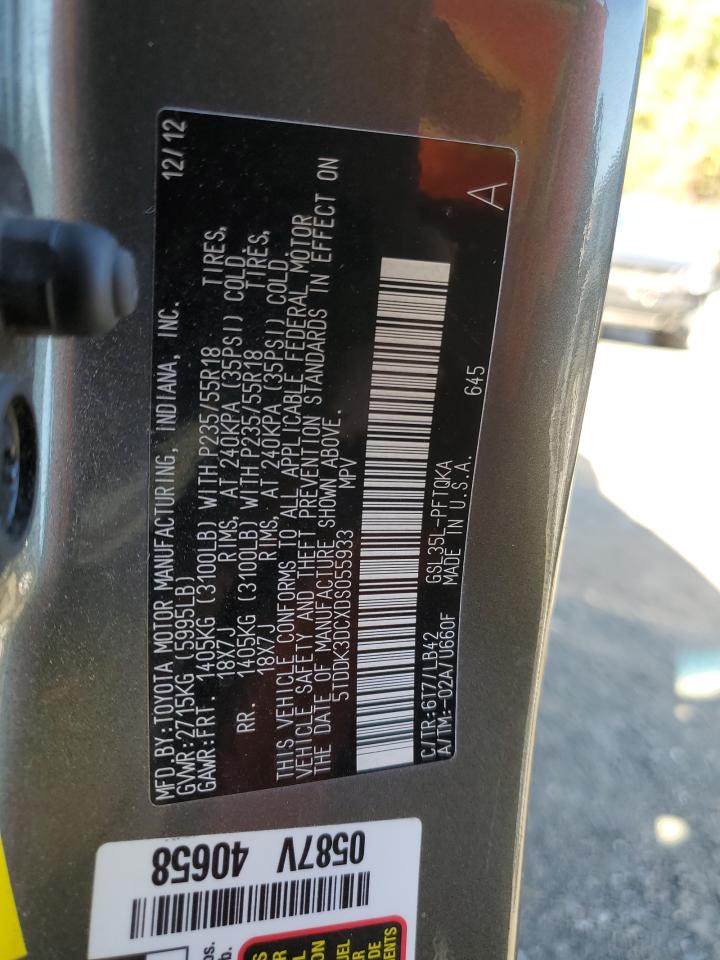 MFD.BY:TOYOTA MOTOR MANUFACTURING, INDIANA, INC. 12/12
GVWR:2715KG (5995LB)
GAWR:FRT. 1405KG (3100LB) WITH P235/55R18 TIRES,
18X7J RIMS, AT 240KPA (35PSI) COLD
RR. 1405KG (3100LB) WITH P235/55R18 TIRES,
18X7J RIMS, AT 240KPA (35PSI) COLD
THIS VEHICLE CONFORMS TO ALL APPLICABLE FEDERAL MOTOR
VEHICLE SAFETY AND THEFT PREVENTION STANDARDS IN EFFECT ON
THE DATE OF MANUFACTURE SHOWN ABOVE.
5TDDK3DCXDS055933 MPV
C/TR:6T7/LB42 GSL35L-PFTQKA 645
A/TM:-02A/U660F MADE IN U.S.A.
A
0587V 40658